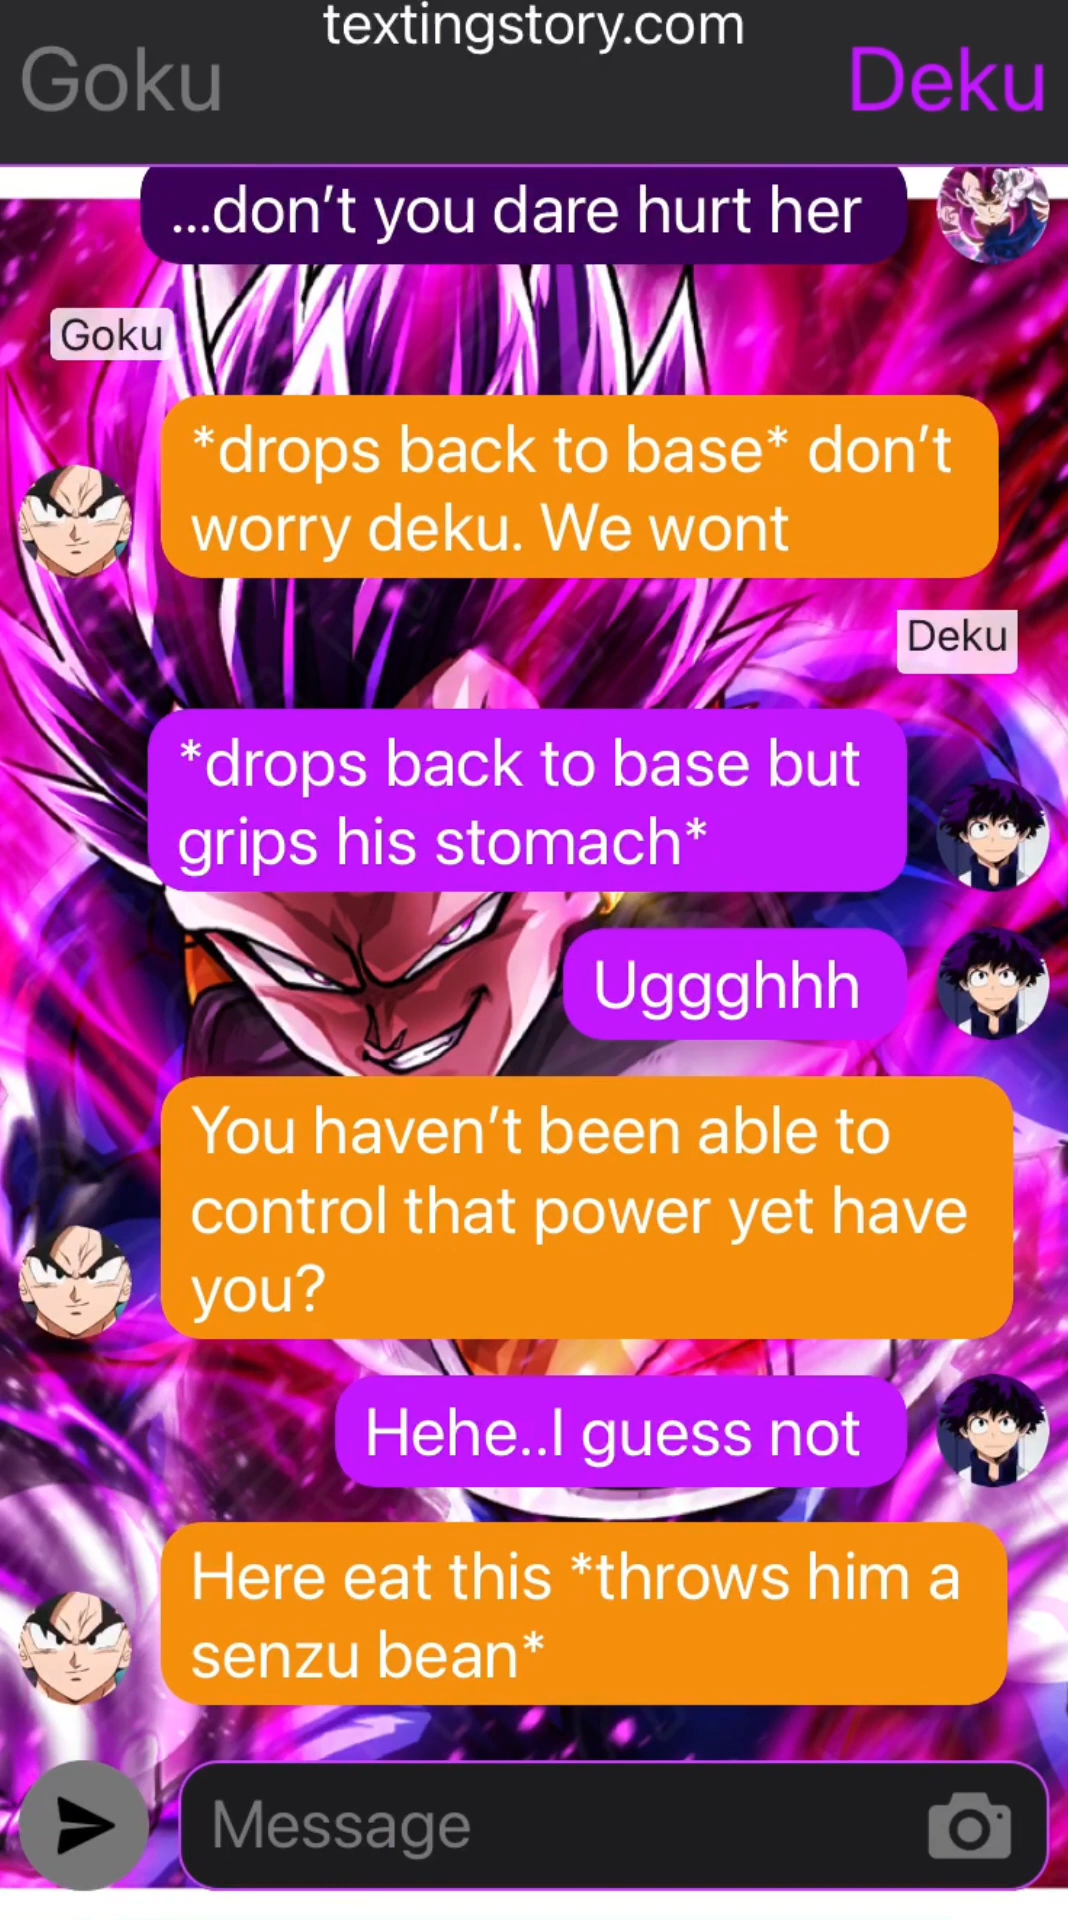 textingstory.com
Goku
Deku
...don’t you dare hurt her
Goku
*drops back to base* don’t
worry deku. We wont
Deku
*drops back to base but
grips his stomach*
Uggghhh
You haven’t been able to
control that power yet have
you?
Hehe..I guess not
Here eat this *throws him a
senzu bean*
Message